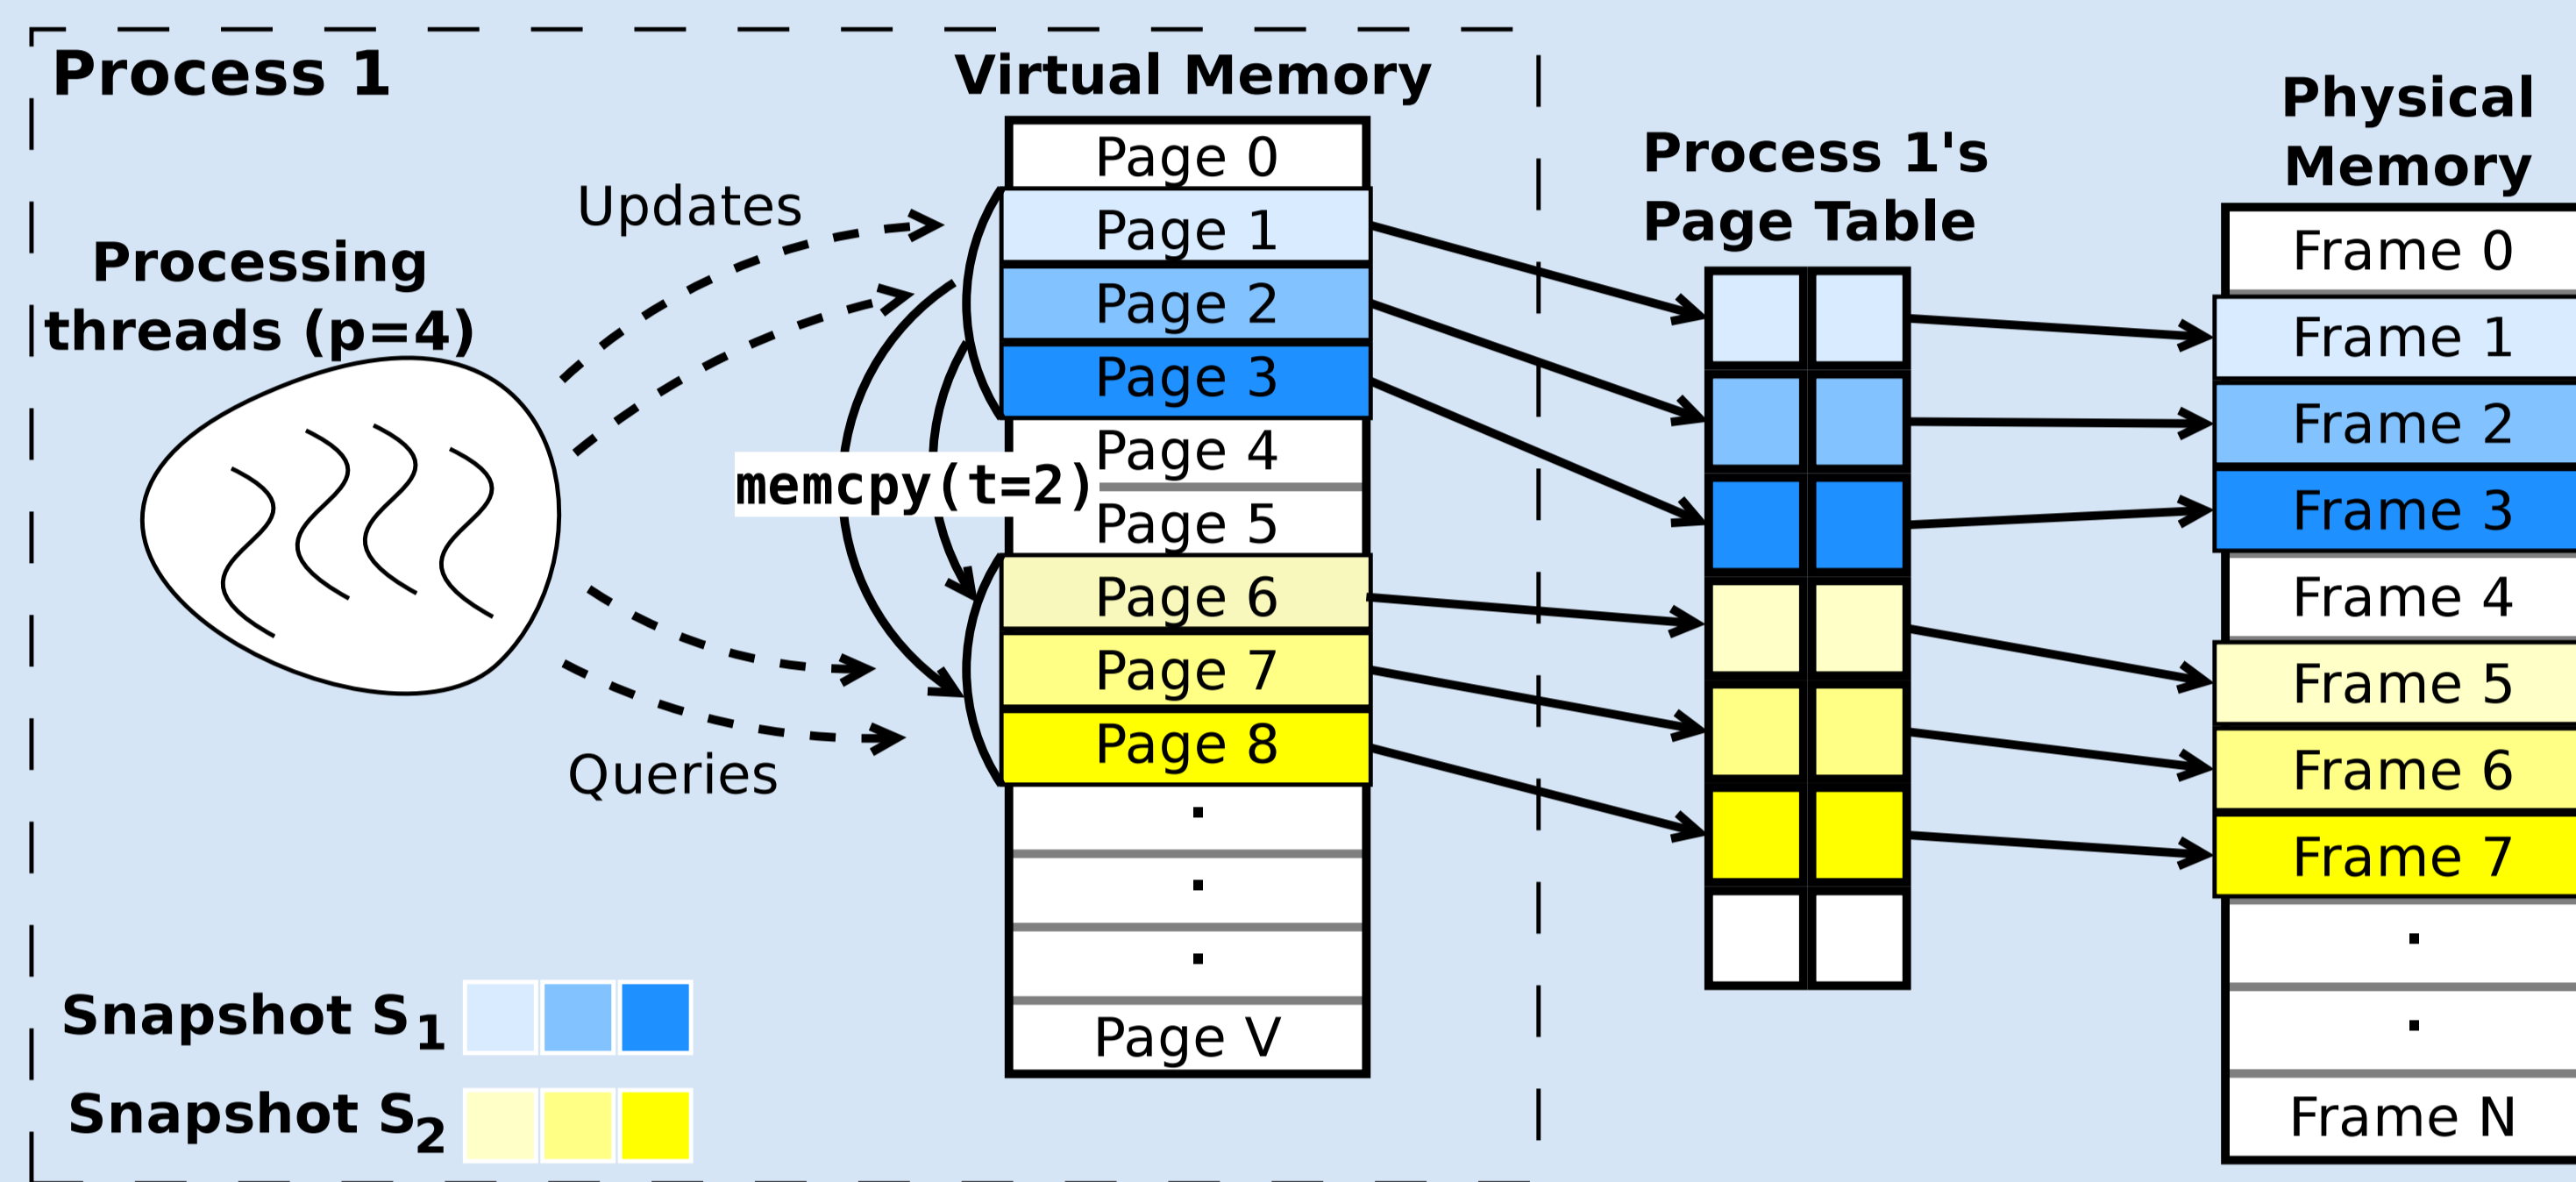 Process 1
Processing
threads (p=4)
Updates
Queries
memcpy(t=2)
Snapshot S1
Snapshot S2
Virtual Memory
Page 0
Page 1
Page 2
Page 3
Page 4
Page 5
Page 6
Page 7
Page 8
.
.
.
Page V
Process 1's
Page Table
Physical
Memory
Frame 0
Frame 1
Frame 2
Frame 3
Frame 4
Frame 5
Frame 6
Frame 7
.
.
Frame N